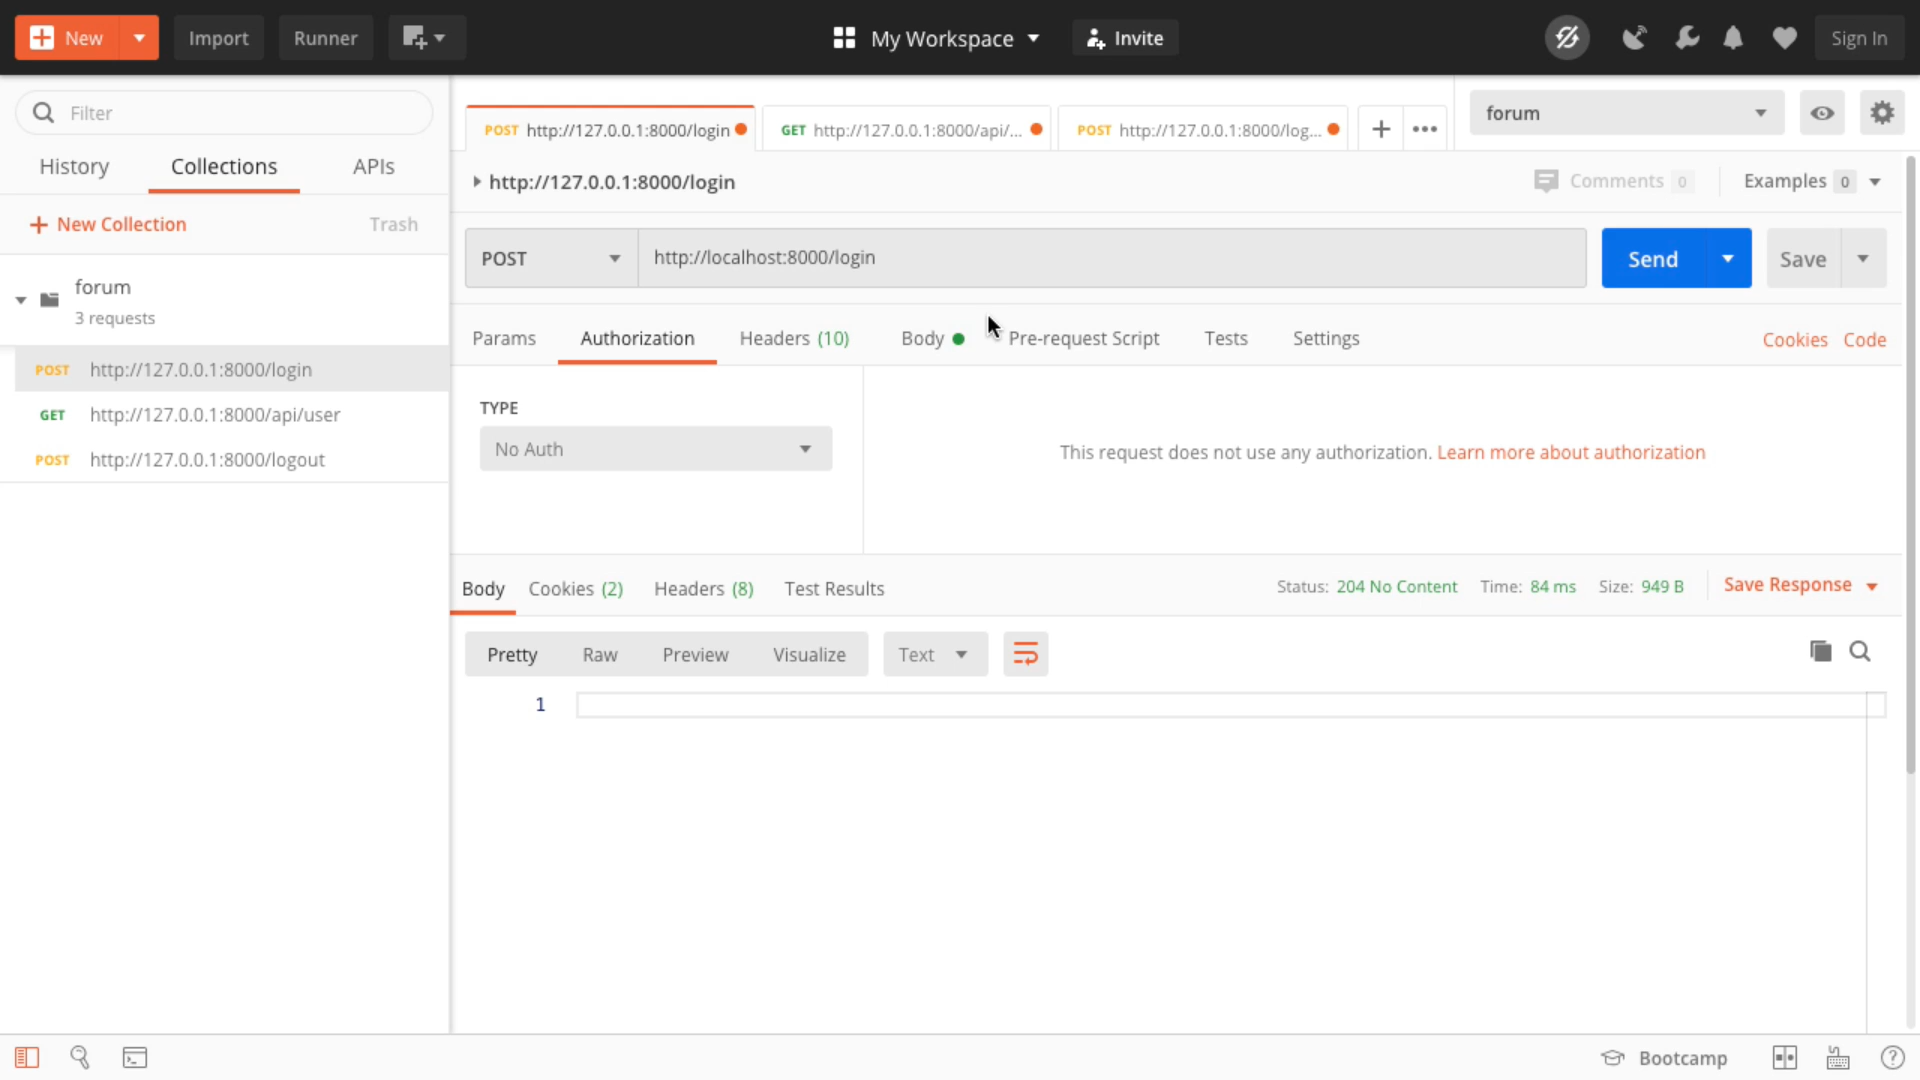 New Import Runner My Workspace Invite Sign In
Filter
History Collections APIs
+ New Collection Trash
forum
3 requests
POST http://127.0.0.1:8000/login
GET http://127.0.0.1:8000/api/user
POST http://127.0.0.1:8000/logout
POST http://127.0.0.1:8000/login GET http://127.0.0.1:8000/api/... POST http://127.0.0.1:8000/log... + ••• forum
http://127.0.0.1:8000/login Comments 0 Examples 0
POST http://localhost:8000/login Send Save
Params Authorization Headers (10) Body Pre-request Script Tests Settings Cookies Code
TYPE
No Auth
This request does not use any authorization. Learn more about authorization
Body Cookies (2) Headers (8) Test Results Status: 204 No Content Time: 84 ms Size: 949 B Save Response
Pretty Raw Preview Visualize Text
1
Bootcamp